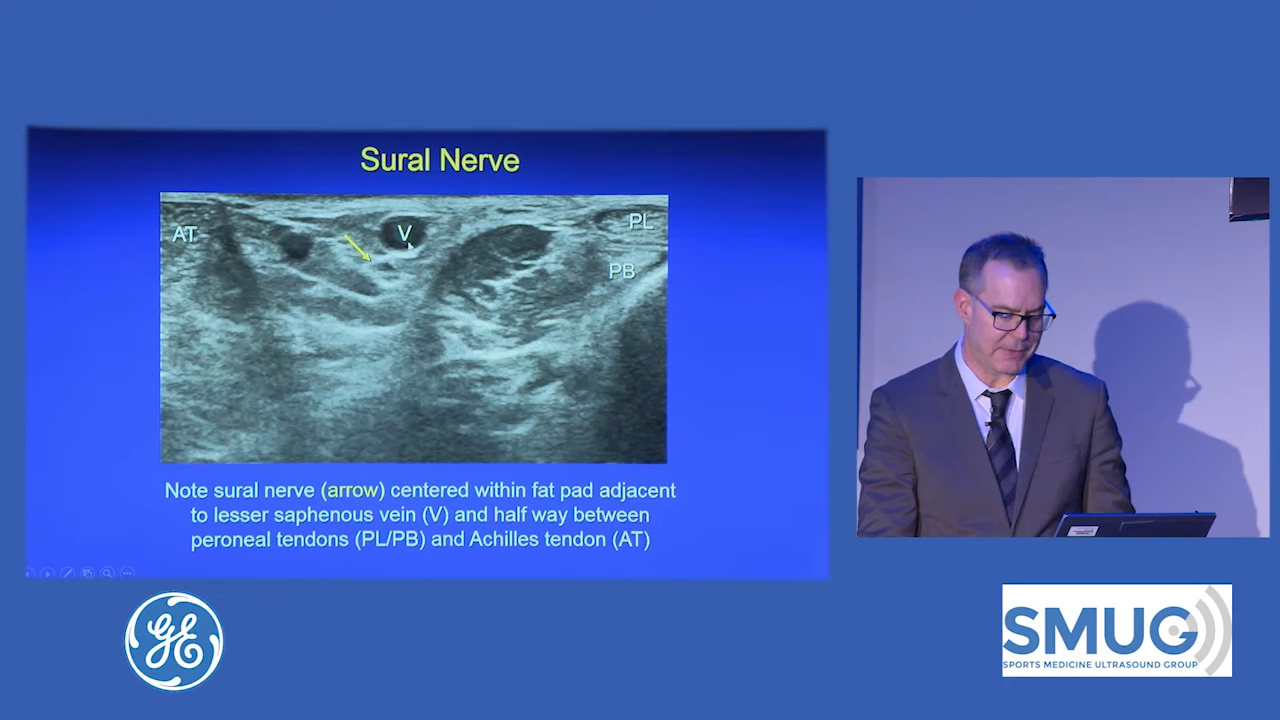 Sural Nerve
AT
V
PL
PB
Note sural nerve (arrow) centered within fat pad adjacent
to lesser saphenous vein (V) and half way between
peroneal tendons (PL/PB) and Achilles tendon (AT)
GE
SMUG
SPORTS MEDICINE ULTRASOUND GROUP